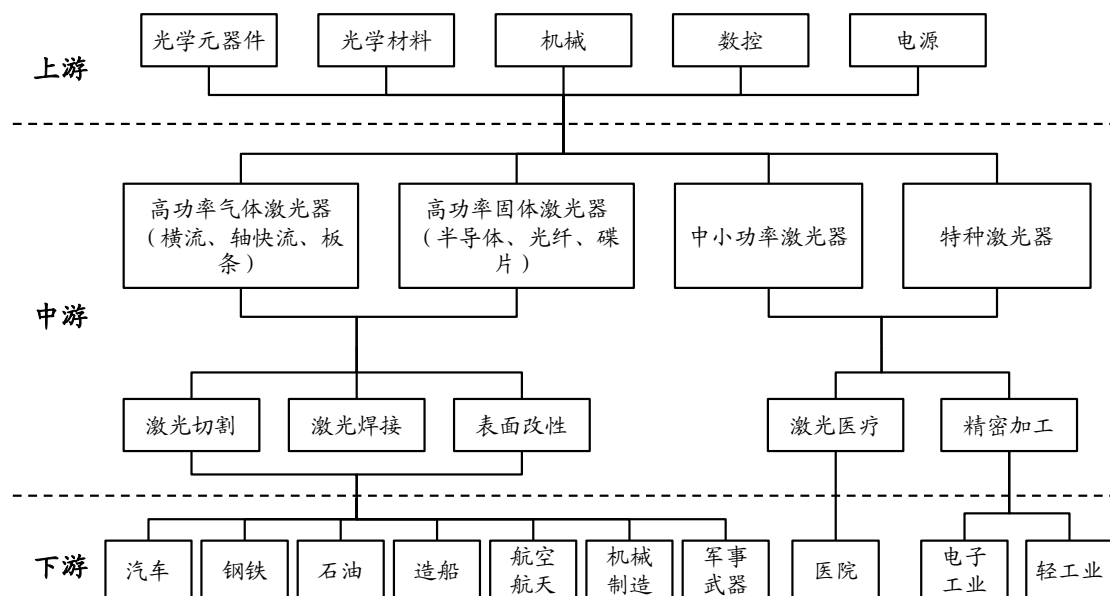 光学元器件
光学材料
机械
数控
电源
上游
高功率气体激光器
(横流、轴快流、板
条)
高功率固体激光器
(半导体、光纤、碟
片)
中小功率激光器
特种激光器
中游
激光切割
激光焊接
表面改性
激光医疗
精密加工
下游
汽车
钢铁
石油
造船
航空
航天
机械
制造
军事
武器
医院
电子
工业
轻工业